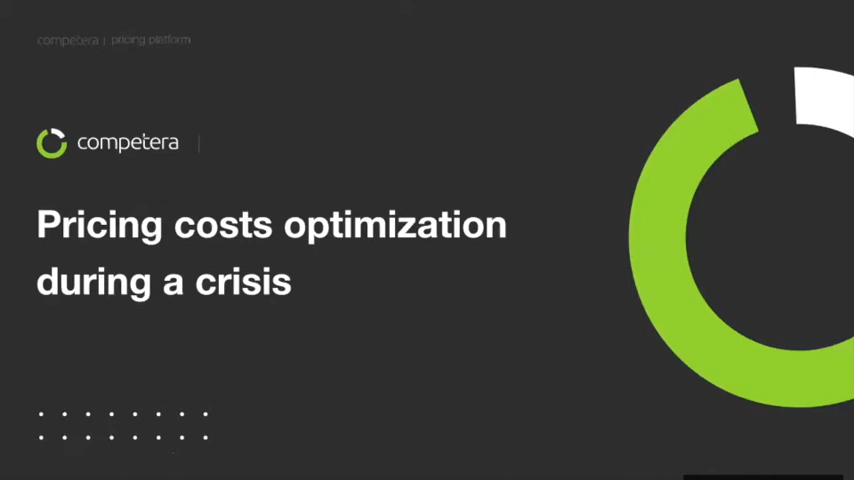 competera | pricing platform
competera |
Pricing costs optimization
during a crisis